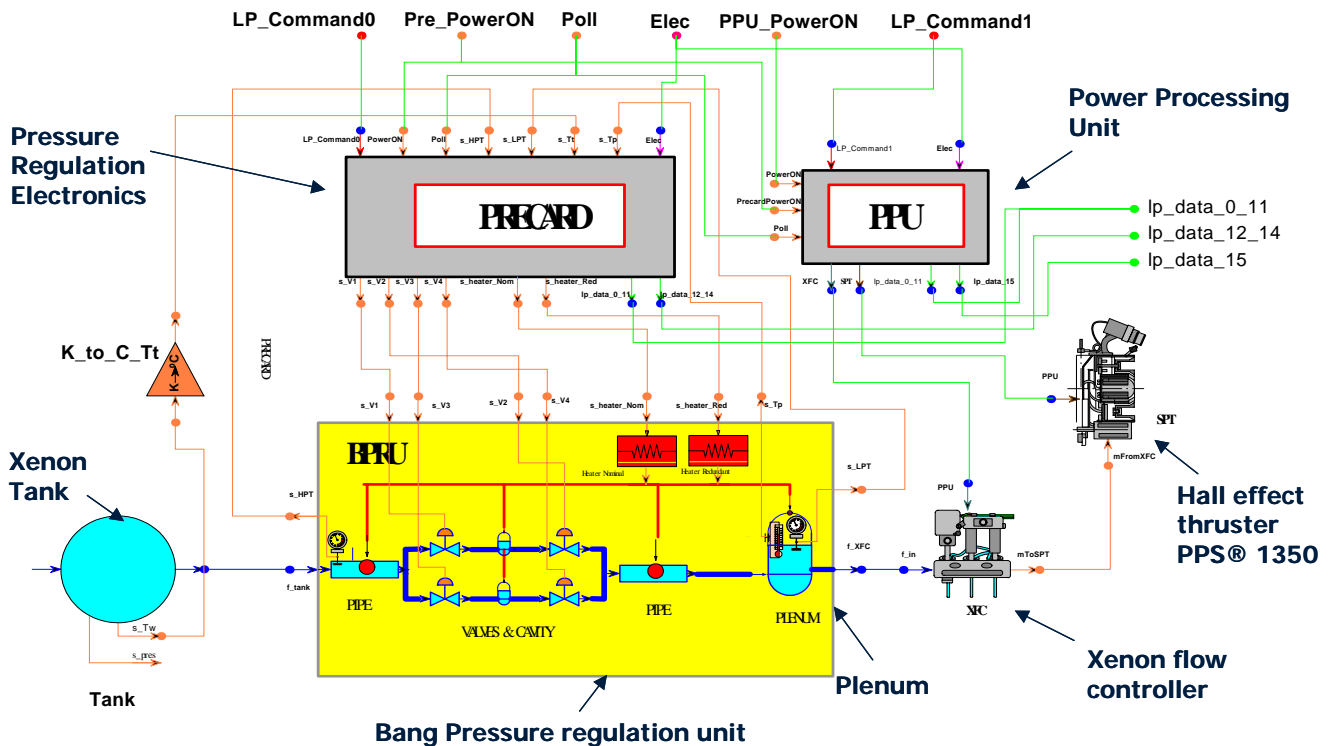 LP_Command0
Pre_PowerON
Poll
Elec
PPU_PowerON
LP_Command1
Pressure
Regulation
Electronics
Power Processing
Unit
LP_Command0
PowerON
Poll
s_HPT
s_LPT
s_Tt
s_Tp
Elec
LP_Command1
Elec
PRECARD
PowerON
PrecardPowerON
Poll
PPU
lp_data_0_11
lp_data_12_14
lp_data_15
s_V1
s_V2
s_V3
s_V4
s_heater_Nom
s_heater_Red
lp_data_0_11
lp_data_12_14
XFC
SPT
lp_data_0_11
lp_data_15
K_to_C_Tt
K→ºC
PRECARD
PPU
SPT
s_V1
s_V3
s_V2
s_V4
s_heater_Nom
s_heater_Red
s_Tp
BPRU
Heater Nominal
Heater Redundant
Xenon
Tank
s_HPT
s_LPT
mFromXFC
PPU
Hall effect
thruster
PPS® 1350
f_tank
f_XFC
f_in
mToSPT
PIPE
PIPE
PLENUM
XFC
VALVES & CAVITY
s_Tw
s_pres
Tank
Plenum
Xenon flow
controller
Bang Pressure regulation unit